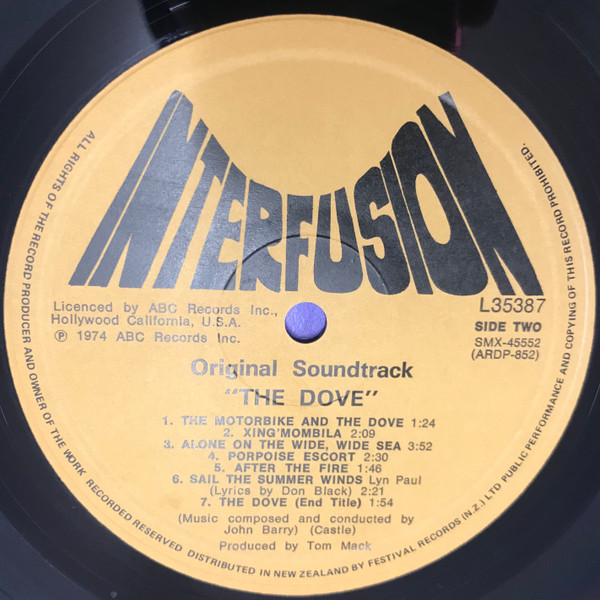 INTERFUSION
Licenced by ABC Records Inc.,
Hollywood California, U.S.A.
℗ 1974 ABC Records Inc.
L35387
SIDE TWO
SMX-45552
(ARDP-852)
Original Soundtrack
"THE DOVE"
1. THE MOTORBIKE AND THE DOVE 1:24
2. XING'MOMBILA 2:09
3. ALONE ON THE WIDE, WIDE SEA 3:52
4. PORPOISE ESCORT 2:30
5. AFTER THE FIRE 1:46
6. SAIL THE SUMMER WINDS Lyn Paul
(Lyrics by Don Black) 2:21
7. THE DOVE (End Title) 1:54
(Music composed and conducted by
John Barry) (Castle)
Produced by Tom Mack
ALL RIGHTS OF THE RECORD PRODUCER AND OWNER OF THE WORK RECORDED RESERVED. DISTRIBUTED IN NEW ZEALAND BY FESTIVAL RECORDS (N.Z.) LTD PUBLIC PERFORMANCE AND COPYING OF THIS RECORD PROHIBITED.